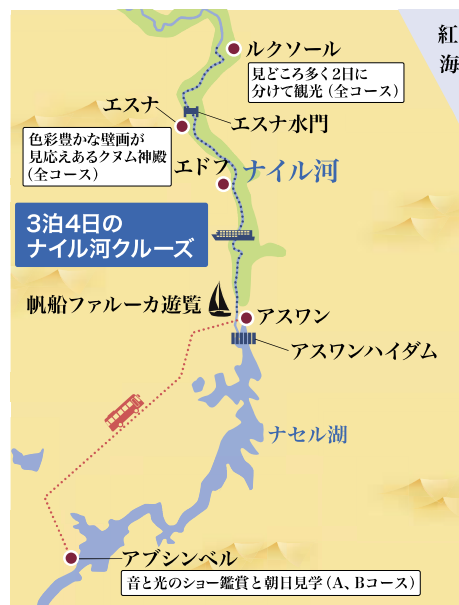 紅
海
ルクソール
見どころ多く2日に
分けて観光（全コース）
エスナ
エスナ水門
色彩豊かな壁画が
見応えあるクヌム神殿
（全コース）
エドフ
ナイル河
3泊4日の
ナイル河クルーズ
帆船ファルーカ遊覧
アスワン
アスワンハイダム
ナセル湖
アブシンベル
音と光のショー鑑賞と朝日見学（A、Bコース）